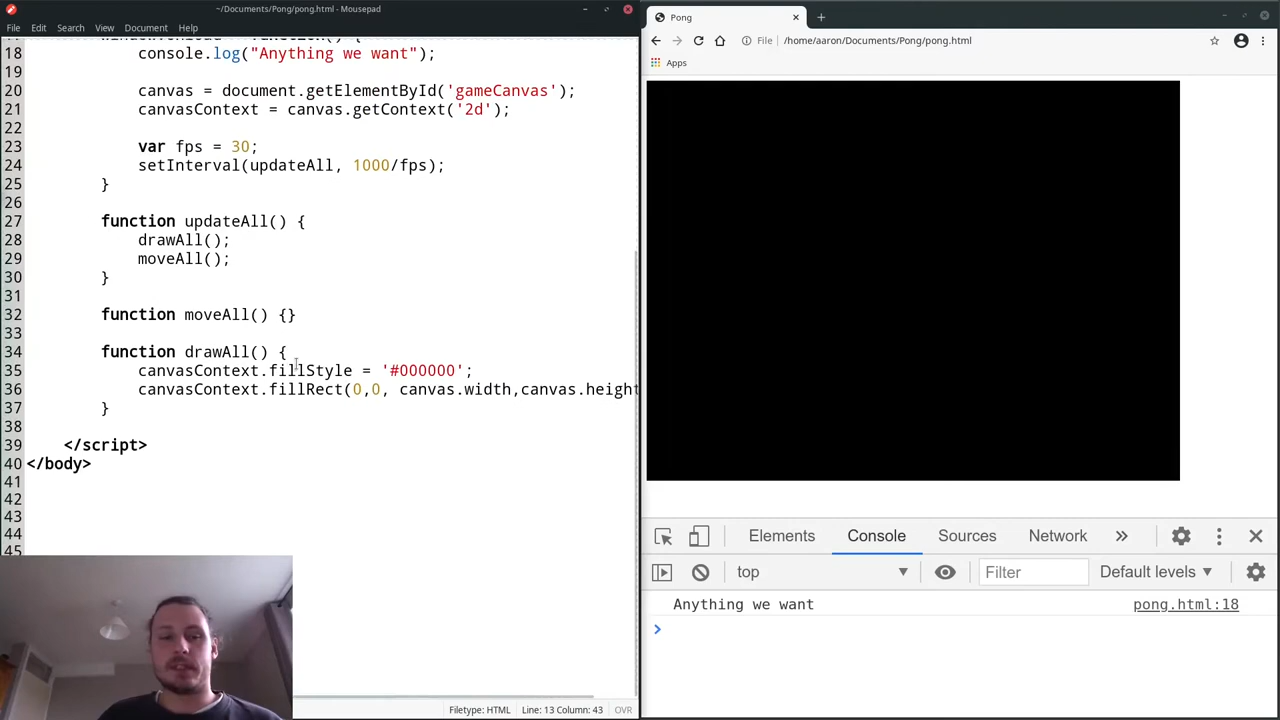 ~/Documents/Pong/pong.html - Mousepad
File Edit Search View Document Help
18 console.log("Anything we want");
19
20 canvas = document.getElementById('gameCanvas');
21 canvasContext = canvas.getContext('2d');
22
23 var fps = 30;
24 setInterval(updateAll, 1000/fps);
25 }
26
27 function updateAll() {
28 drawAll();
29 moveAll();
30 }
31
32 function moveAll() {}
33
34 function drawAll() {
35 canvasContext.fillStyle = '#000000';
36 canvasContext.fillRect(0,0, canvas.width,canvas.height
37 }
38
39 </script>
40 </body>
41
42
43
44
45
Filetype: HTML Line: 13 Column: 43 OVR
Pong
File /home/aaron/Documents/Pong/pong.html
Apps
Elements Console Sources Network
top Filter Default levels
Anything we want pong.html:18